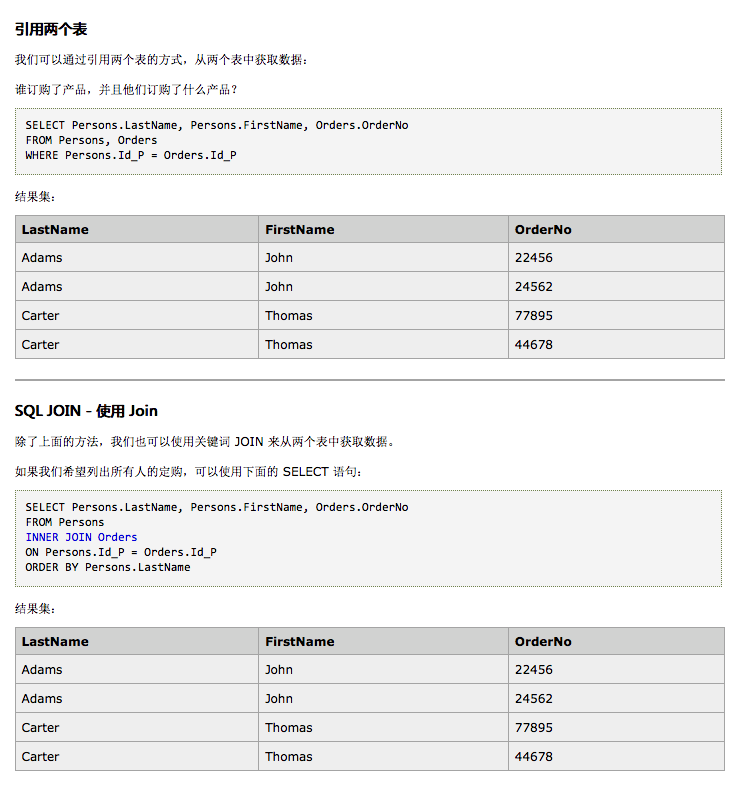 引用两个表
我们可以通过引用两个表的方式，从两个表中获取数据：
谁订购了产品，并且他们订购了什么产品？
SELECT Persons.LastName, Persons.FirstName, Orders.OrderNo
FROM Persons, Orders
WHERE Persons.Id_P = Orders.Id_P
结果集：
LastName FirstName OrderNo
Adams John 22456
Adams John 24562
Carter Thomas 77895
Carter Thomas 44678
SQL JOIN - 使用 Join
除了上面的方法，我们也可以使用关键词 JOIN 来从两个表中获取数据。
如果我们希望列出所有人的定购，可以使用下面的 SELECT 语句：
SELECT Persons.LastName, Persons.FirstName, Orders.OrderNo
FROM Persons
INNER JOIN Orders
ON Persons.Id_P = Orders.Id_P
ORDER BY Persons.LastName
结果集：
LastName FirstName OrderNo
Adams John 22456
Adams John 24562
Carter Thomas 77895
Carter Thomas 44678